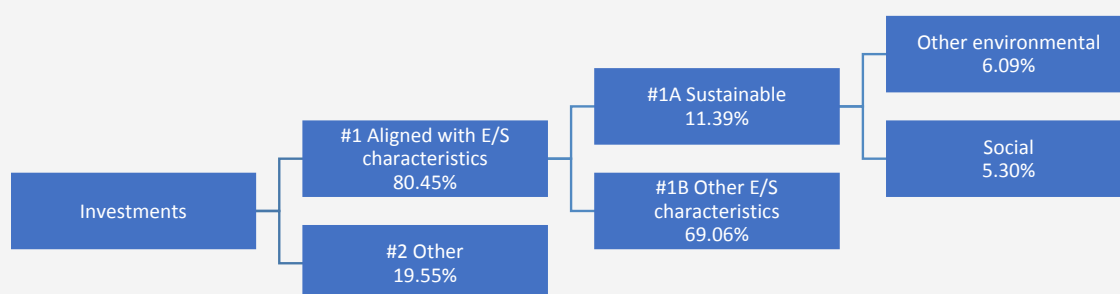 Investments
#1 Aligned with E/S
characteristics
80.45%
#2 Other
19.55%
#1A Sustainable
11.39%
#1B Other E/S
characteristics
69.06%
Other environmental
6.09%
Social
5.30%